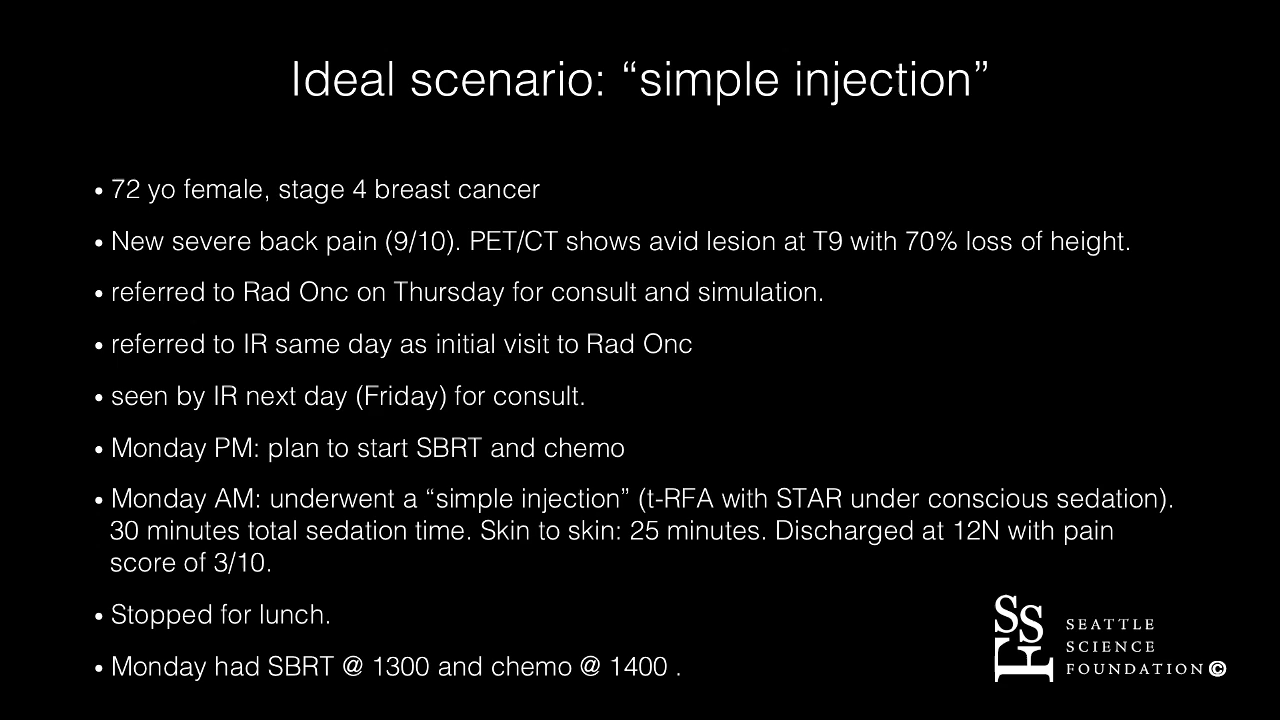 Ideal scenario: “simple injection”
• 72 yo female, stage 4 breast cancer
• New severe back pain (9/10). PET/CT shows avid lesion at T9 with 70% loss of height.
• referred to Rad Onc on Thursday for consult and simulation.
• referred to IR same day as initial visit to Rad Onc
• seen by IR next day (Friday) for consult.
• Monday PM: plan to start SBRT and chemo
• Monday AM: underwent a “simple injection” (t-RFA with STAR under conscious sedation).
30 minutes total sedation time. Skin to skin: 25 minutes. Discharged at 12N with pain
score of 3/10.
• Stopped for lunch.
• Monday had SBRT @ 1300 and chemo @ 1400 .
SSF
SEATTLE
SCIENCE
FOUNDATION©